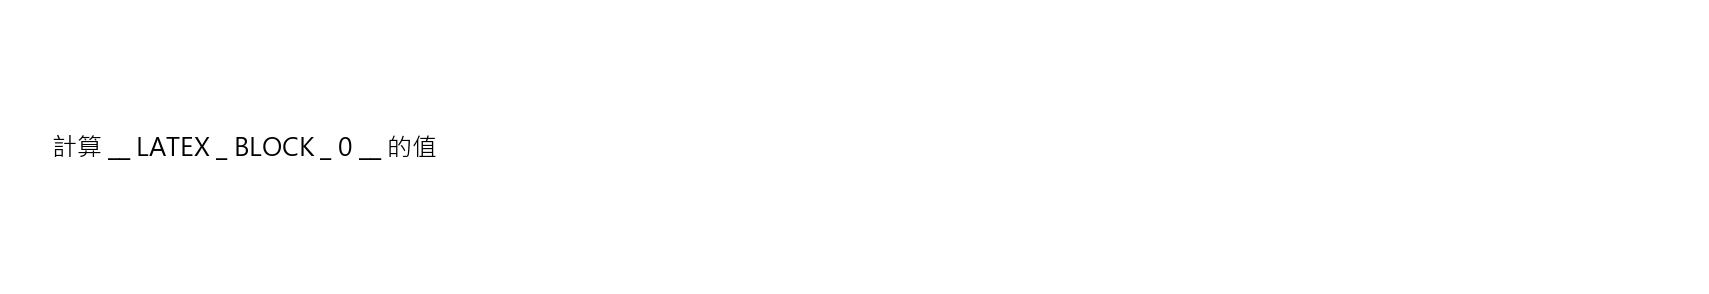 計算 __ LATEX _ BLOCK _ 0 __ 的值